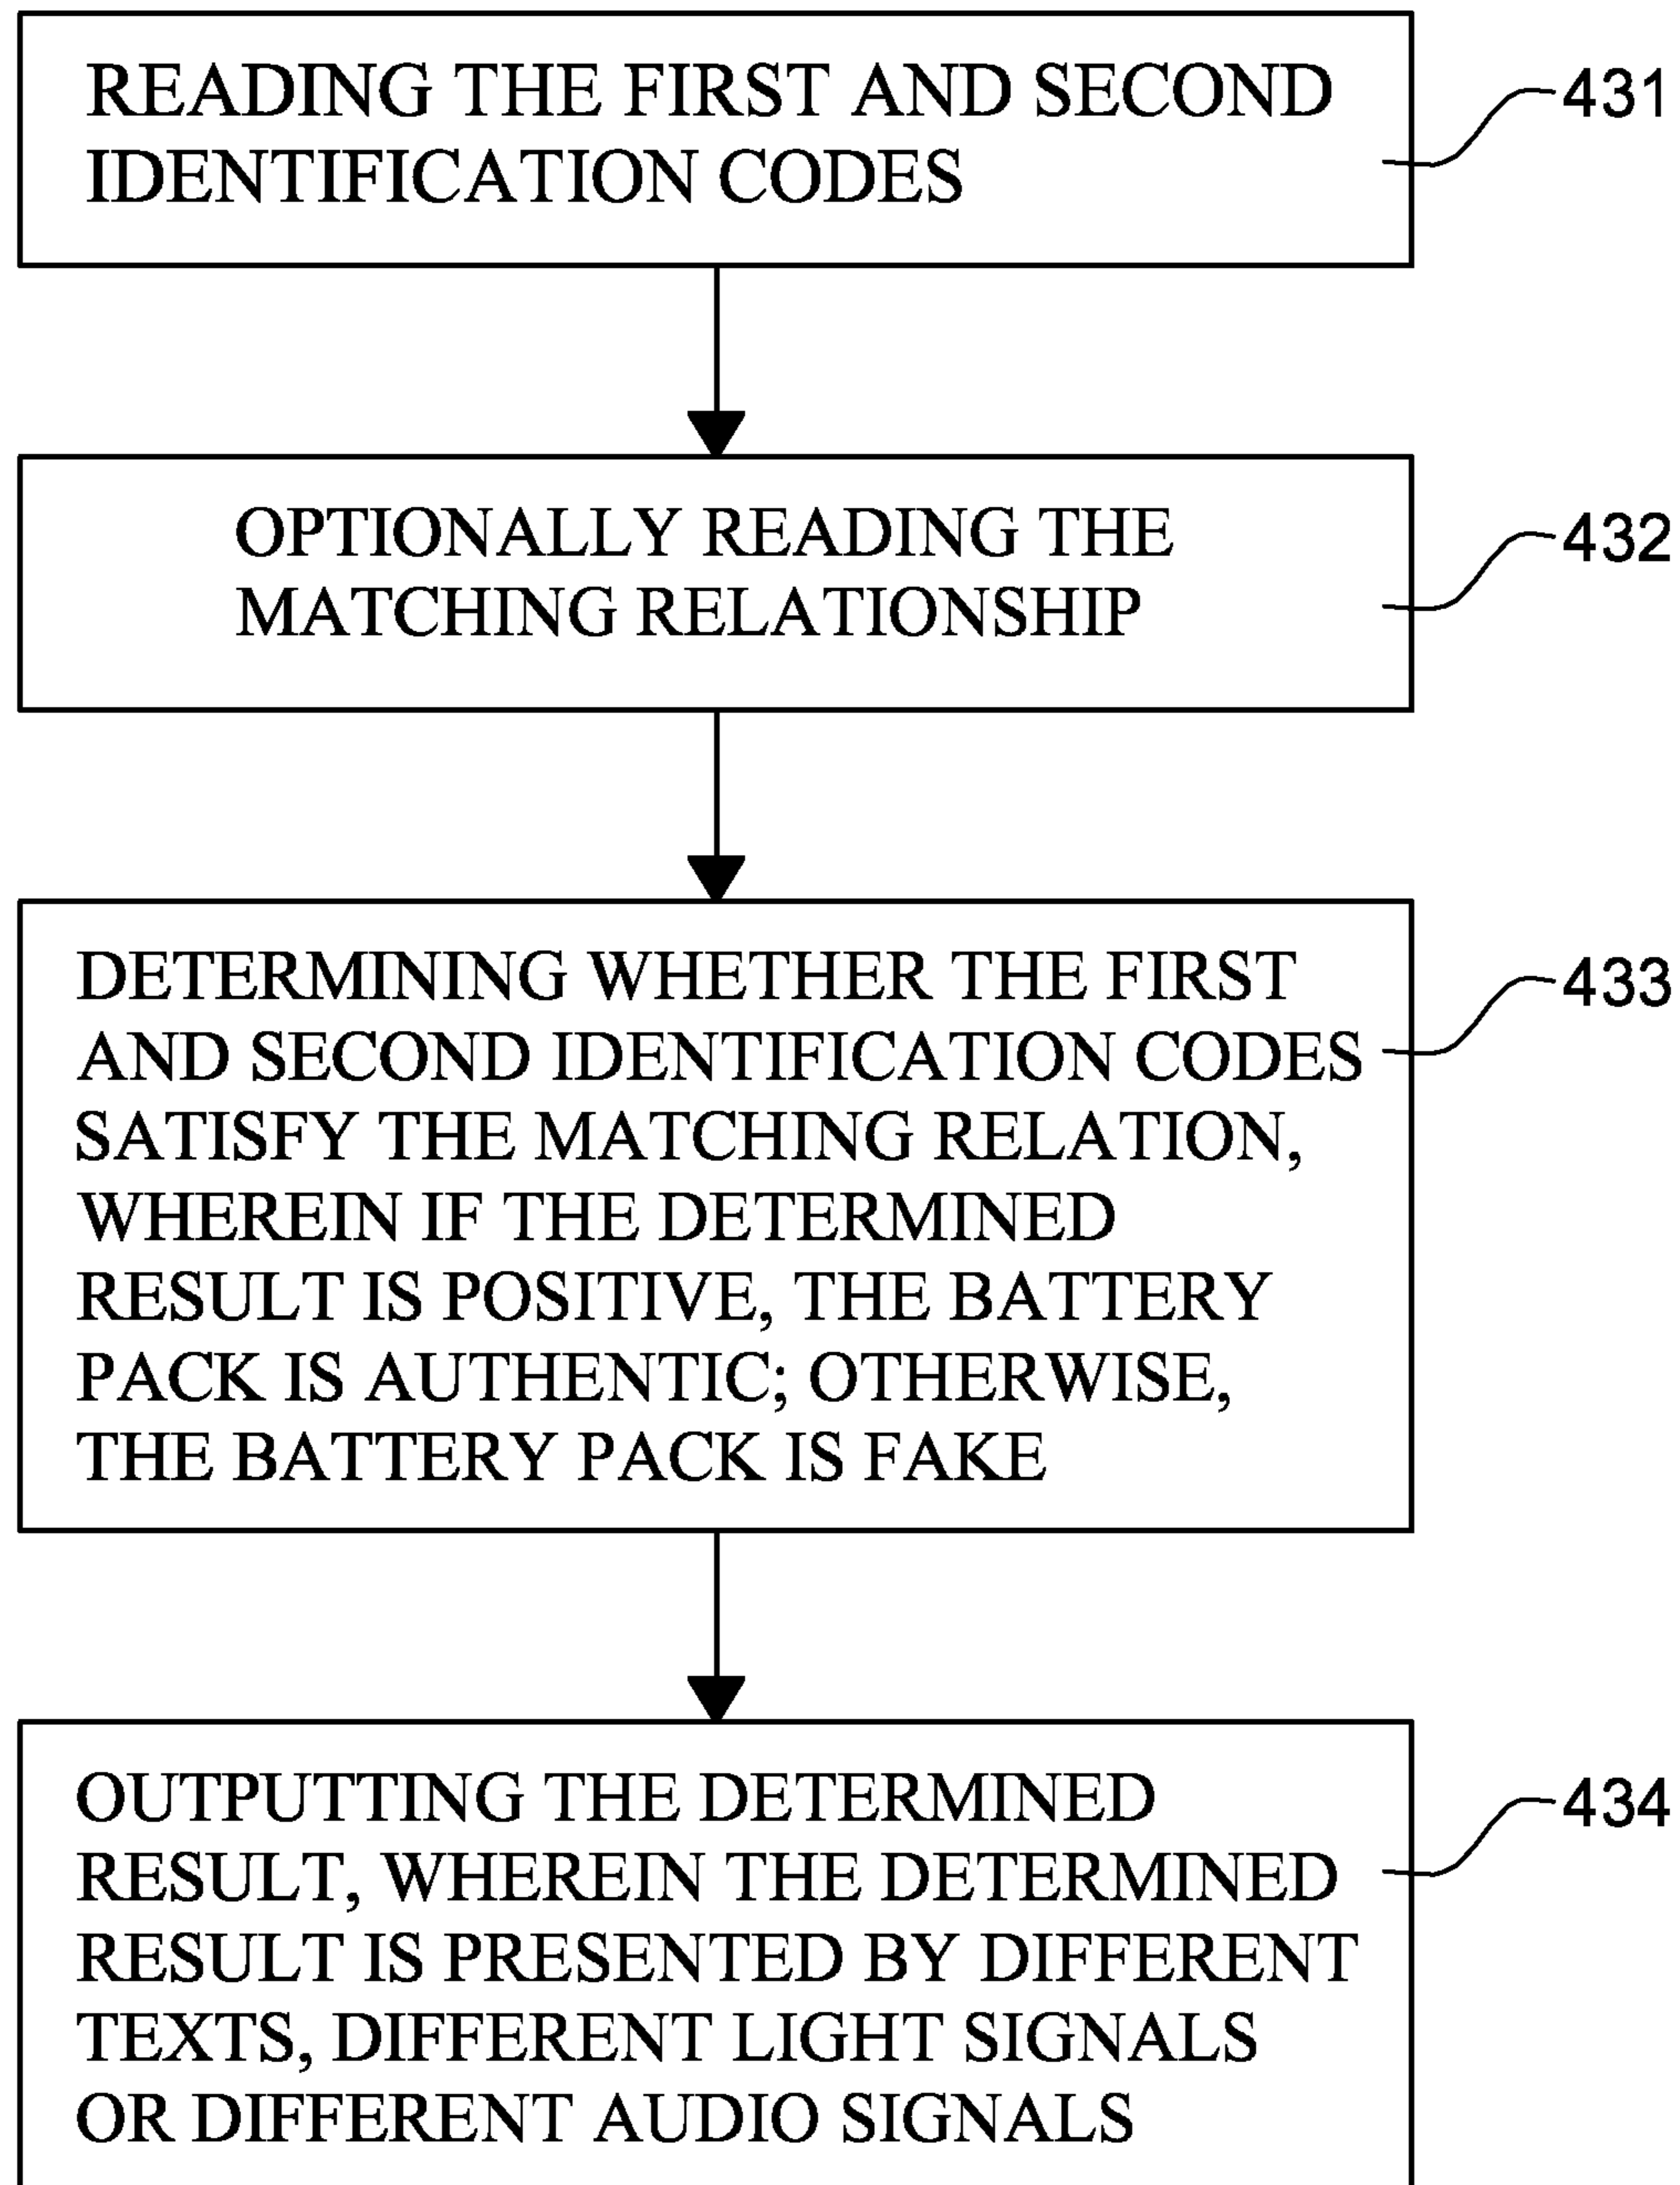 READING THE FIRST AND SECOND
IDENTIFICATION CODES
431
OPTIONALLY READING THE
MATCHING RELATIONSHIP
432
DETERMINING WHETHER THE FIRST
AND SECOND IDENTIFICATION CODES
SATISFY THE MATCHING RELATION,
WHEREIN IF THE DETERMINED
RESULT IS POSITIVE, THE BATTERY
PACK IS AUTHENTIC; OTHERWISE,
THE BATTERY PACK IS FAKE
433
OUTPUTTING THE DETERMINED
RESULT, WHEREIN THE DETERMINED
RESULT IS PRESENTED BY DIFFERENT
TEXTS, DIFFERENT LIGHT SIGNALS
OR DIFFERENT AUDIO SIGNALS
434